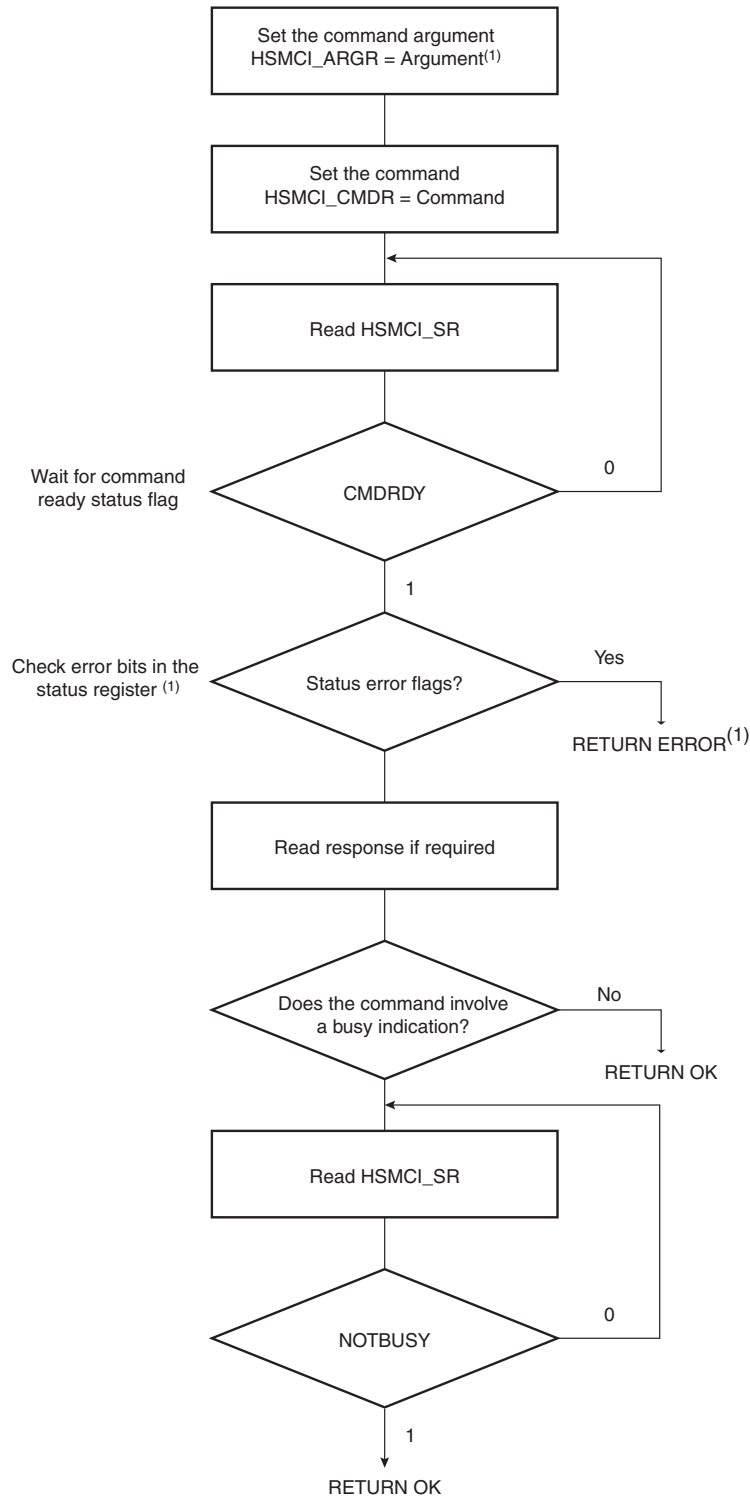 Set the command argument
HSMCI_ARGR = Argument(1)
Set the command
HSMCI_CMDR = Command
Read HSMCI_SR
Wait for command
ready status flag
CMDRDY
0
1
Check error bits in the
status register (1)
Status error flags?
Yes
RETURN ERROR(1)
Read response if required
Does the command involve
a busy indication?
No
RETURN OK
Read HSMCI_SR
NOTBUSY
0
1
RETURN OK